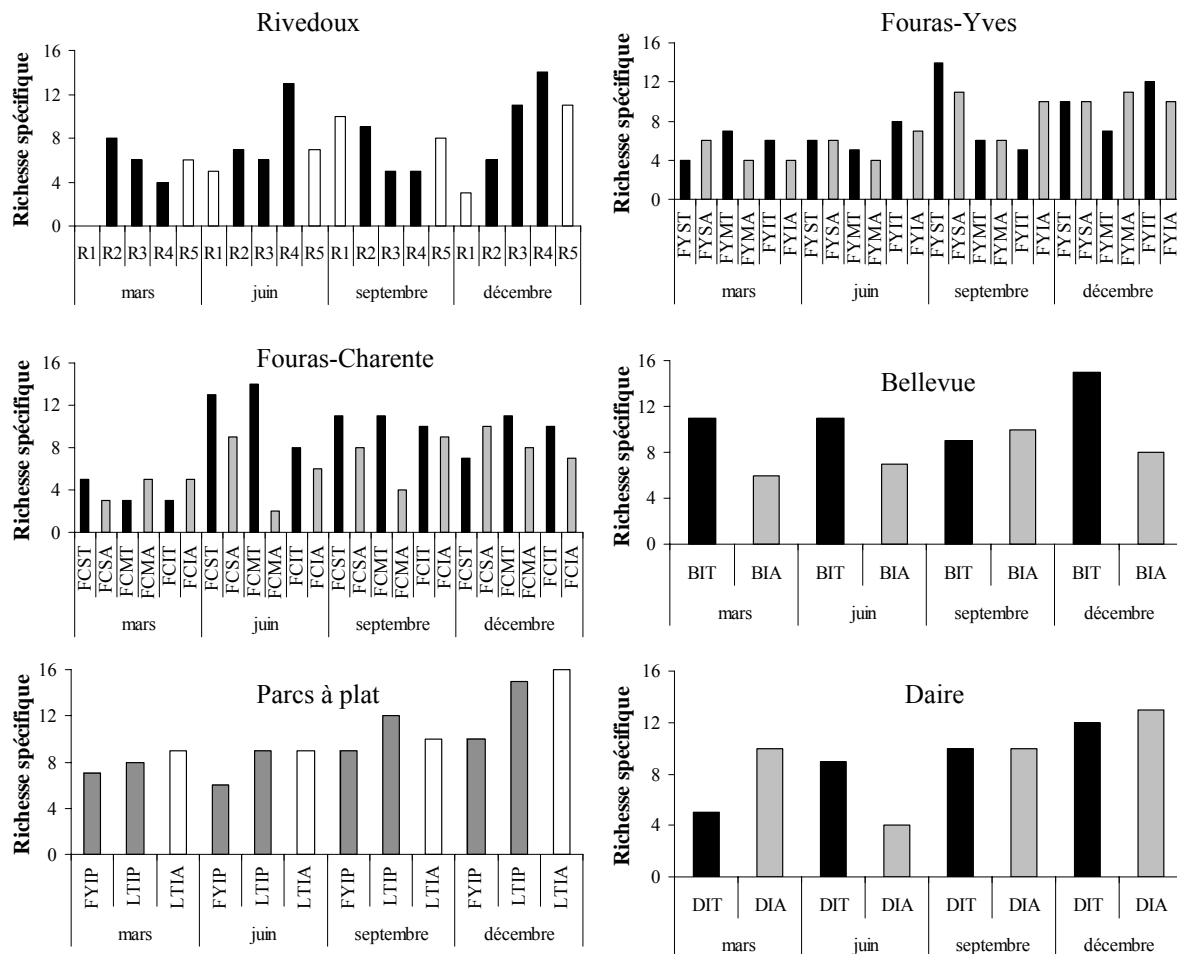 Rivedoux
Richesse spécifique
16
12
8
4
0
R1 R2 R3 R4 R5 R1 R2 R3 R4 R5 R1 R2 R3 R4 R5 R1 R2 R3 R4 R5
mars juin septembre décembre
Fouras-Yves
Richesse spécifique
16
12
8
4
0
FYST FYSA FYMT FYMA FYIT FYIA FYST FYSA FYMT FYMA FYIT FYIA FYST FYSA FYMT FYMA FYIT FYIA FYST FYSA FYMT FYMA FYIT FYIA
mars juin septembre décembre
Fouras-Charente
Richesse spécifique
16
12
8
4
0
FCST FCSA FCMT FCMA FCIT FCIA FCST FCSA FCMT FCMA FCIT FCIA FCST FCSA FCMT FCMA FCIT FCIA FCST FCSA FCMT FCMA FCIT FCIA
mars juin septembre décembre
Bellevue
Richesse spécifique
16
12
8
4
0
BIT BIA BIT BIA BIT BIA BIT BIA
mars juin septembre décembre
Parcs à plat
Richesse spécifique
16
12
8
4
0
FYIP LTIP LTIA FYIP LTIP LTIA FYIP LTIP LTIA FYIP LTIP LTIA
mars juin septembre décembre
Daire
Richesse spécifique
16
12
8
4
0
DIT DIA DIT DIA DIT DIA DIT DIA
mars juin septembre décembre